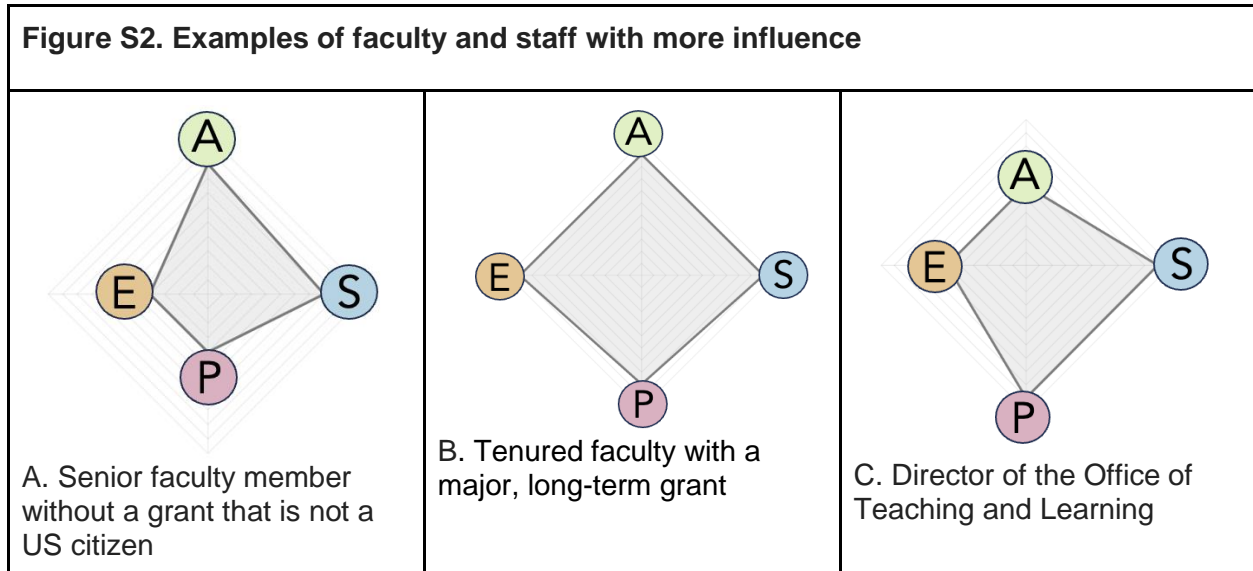 Figure S2. Examples of faculty and staff with more influence
A
E
S
P
A. Senior faculty member
without a grant that is not a
US citizen
A
E
S
P
B. Tenured faculty with a
major, long-term grant
A
E
S
P
C. Director of the Office of
Teaching and Learning